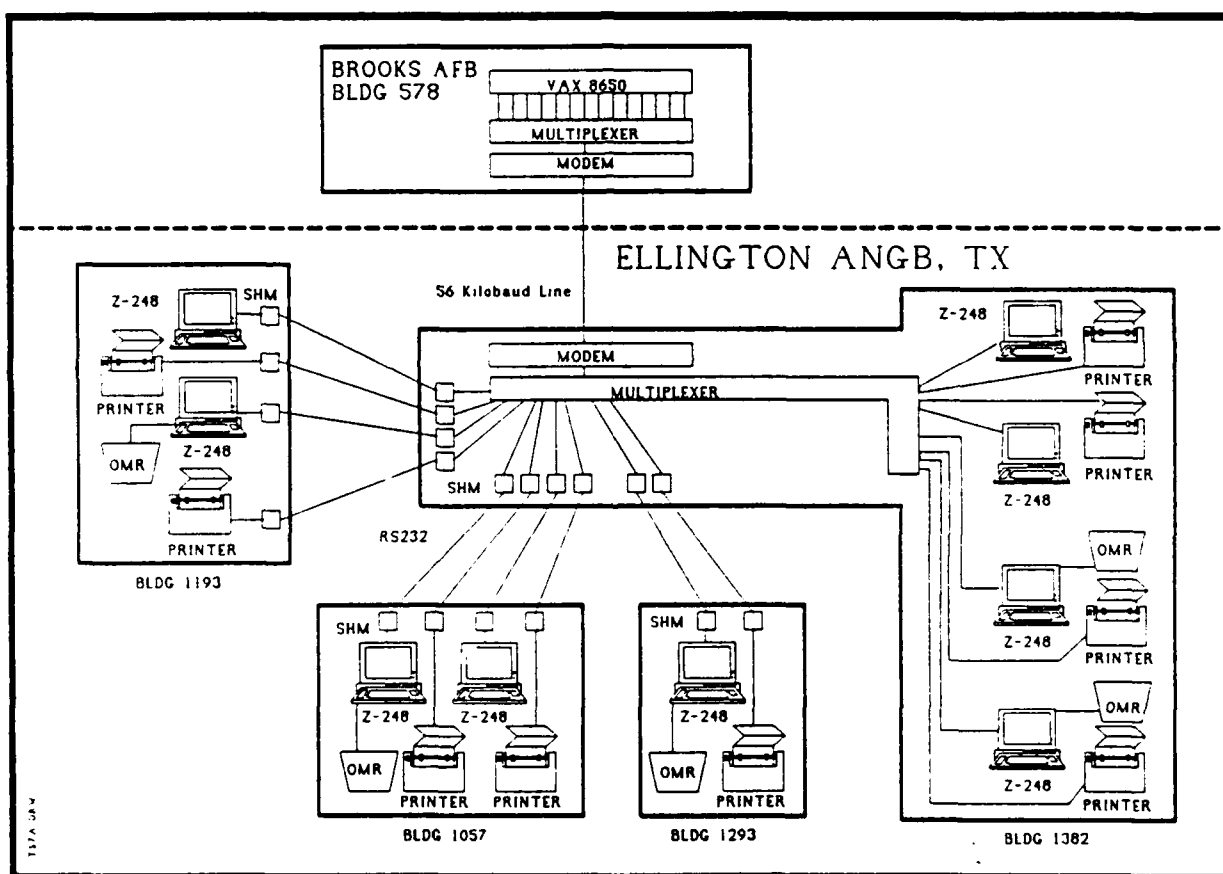 BROOKS AFB
BLDG 578
VAX 8650
MULTIPLEXER
MODEM
ELLINGTON ANGB, TX
56 Kilobaud Line
Z-248
SHM
PRINTER
Z-248
OMR
PRINTER
BLDG 1193
MODEM
MULTIPLEXER
SHM
RS232
SHM
Z-248
Z-248
OMR
PRINTER
PRINTER
BLDG 1057
SHM
Z-248
OMR
PRINTER
BLDG 1293
Z-248
PRINTER
Z-248
PRINTER
OMR
Z-248
PRINTER
OMR
Z-248
PRINTER
BLDG 1382